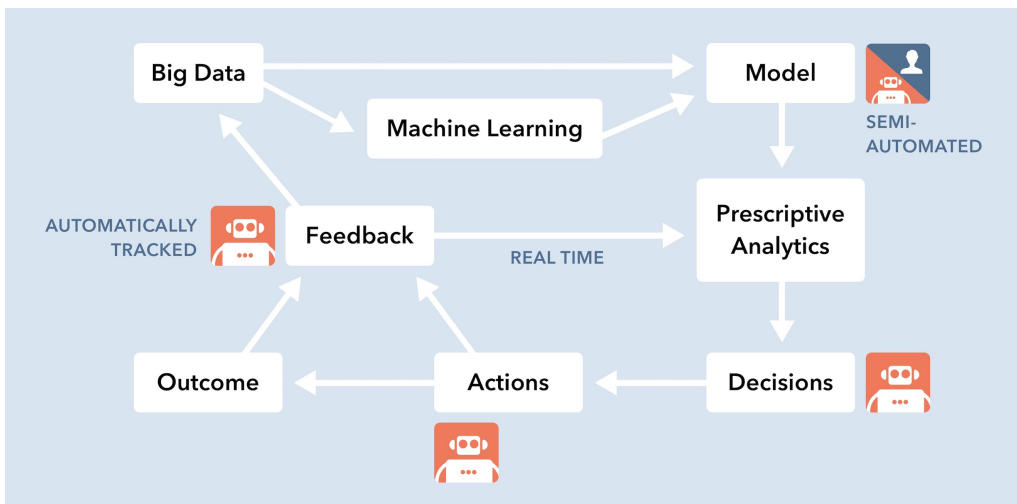 Big Data
Model
Machine Learning
SEMI-
AUTOMATED
Prescriptive
Analytics
AUTOMATICALLY
TRACKED
Feedback
REAL TIME
Outcome
Actions
Decisions